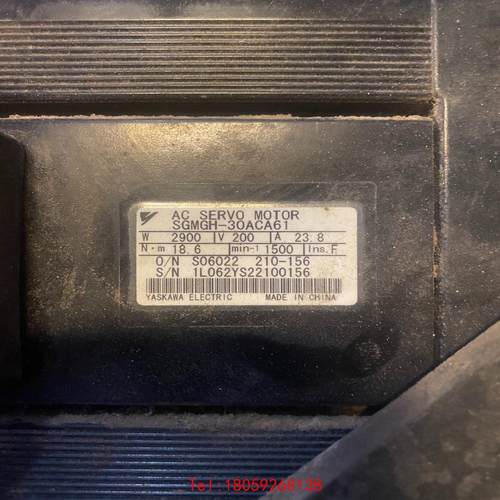 AC SERVO MOTOR
SGMGH-30ACA61
W 2900 V 200 A 23.8
N·m 18.6 min-1 1500 Ins. F
O/N S06022 210-156
S/N 1L062YS22100156
YASKAWA ELECTRIC MADE IN CHINA
Tel:18059268138